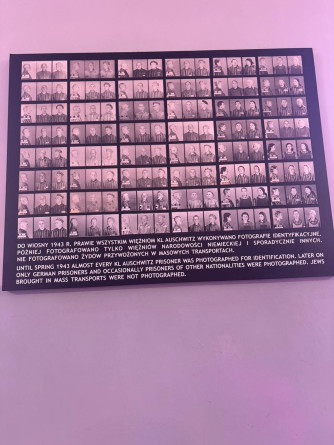 DO WIOSNY 1943 R. PRAWIE WSZYSTKIM WIĘŹNIOM KL AUSCHWITZ WYKONYWANO FOTOGRAFIE IDENTYFIKACYJNE.
PÓŹNIEJ FOTOGRAFOWANO TYLKO WIĘŹNIÓW NARODOWOŚCI NIEMIECKIEJ I SPORADYCZNIE INNYCH.
NIE FOTOGRAFOWANO ŻYDÓW PRZYWOŻONYCH W MASOWYCH TRANSPORTACH.
UNTIL SPRING 1943 ALMOST EVERY KL AUSCHWITZ PRISONER WAS PHOTOGRAPHED FOR IDENTIFICATION. LATER ON
ONLY GERMAN PRISONERS AND OCCASIONALLY PRISONERS OF OTHER NATIONALITIES WERE PHOTOGRAPHED. JEWS
BROUGHT IN MASS TRANSPORTS WERE NOT PHOTOGRAPHED.